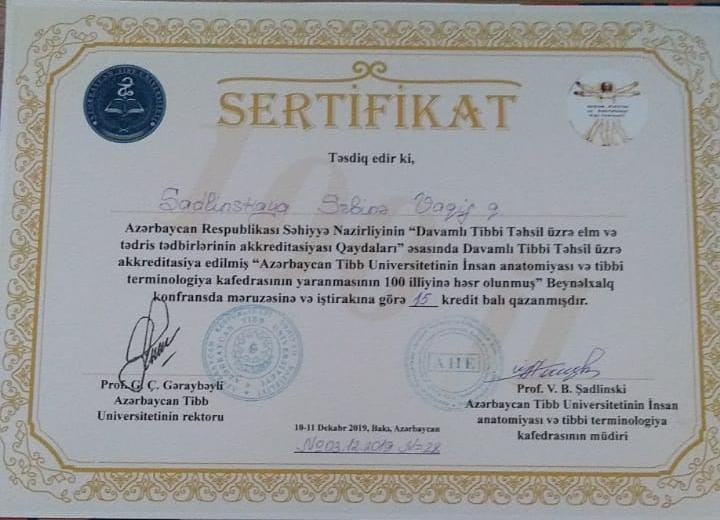 SERTİFİKAT
Təsdiq edir ki,
Şadlinskaya Səbinə Vaqif q
Azərbaycan Respublikası Səhiyyə Nazirliyinin “Davamlı Tibbi Təhsil üzrə elm və
tədris tədbirlərinin akkreditasiyası Qaydaları” əsasında Davamlı Tibbi Təhsil üzrə
akkreditasiya edilmiş “Azərbaycan Tibb Universitetinin İnsan anatomiyası və tibbi
terminologiya kafedrasının yaranmasının 100 illiyinə həsr olunmuş” Beynəlxalq
konfransda məruzəsinə və iştirakına görə 15 kredit balı qazanmışdır.
AHE
Prof. G. Ç. Gəraybəyli
Azərbaycan Tibb
Universitetinin rektoru
Prof. V. B. Şadlinski
Azərbaycan Tibb Universitetinin İnsan
anatomiyası və tibbi terminologiya
kafedrasının müdiri
10-11 Dekabr 2019, Bakı, Azərbaycan
№03.12.2019